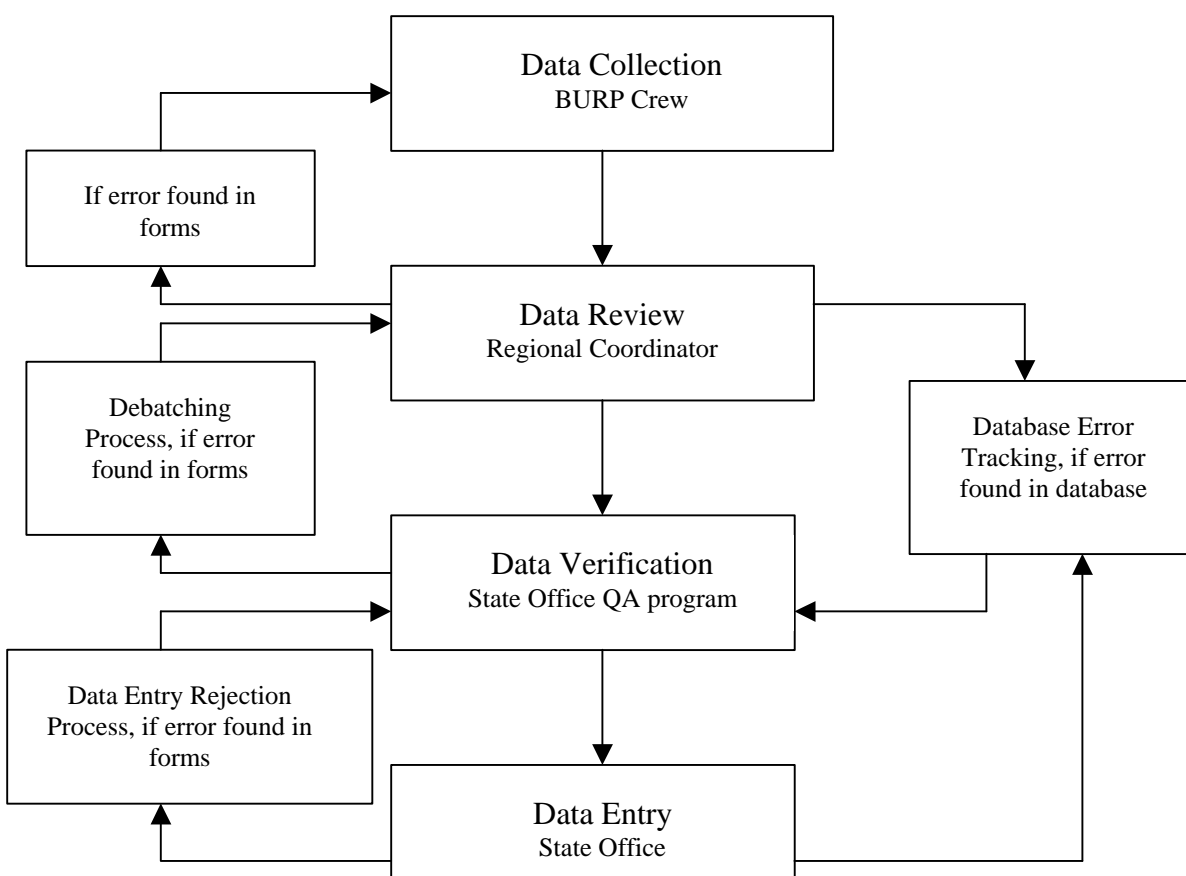 Data Collection
BURP Crew
If error found in
forms
Data Review
Regional Coordinator
Debatching
Process, if error
found in forms
Database Error
Tracking, if error
found in database
Data Verification
State Office QA program
Data Entry Rejection
Process, if error found in
forms
Data Entry
State Office